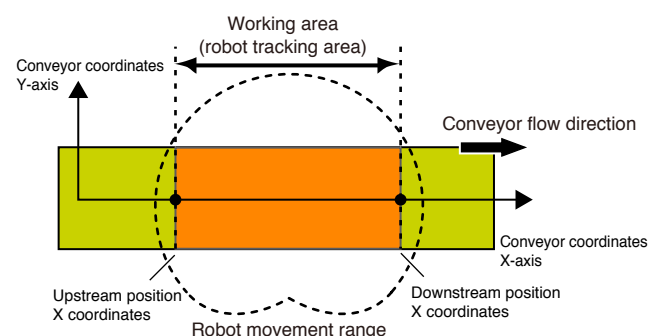 Working area
(robot tracking area)
Conveyor coordinates
Y-axis
Conveyor flow direction
Conveyor coordinates
X-axis
Upstream position
X coordinates
Downstream position
X coordinates
Robot movement range